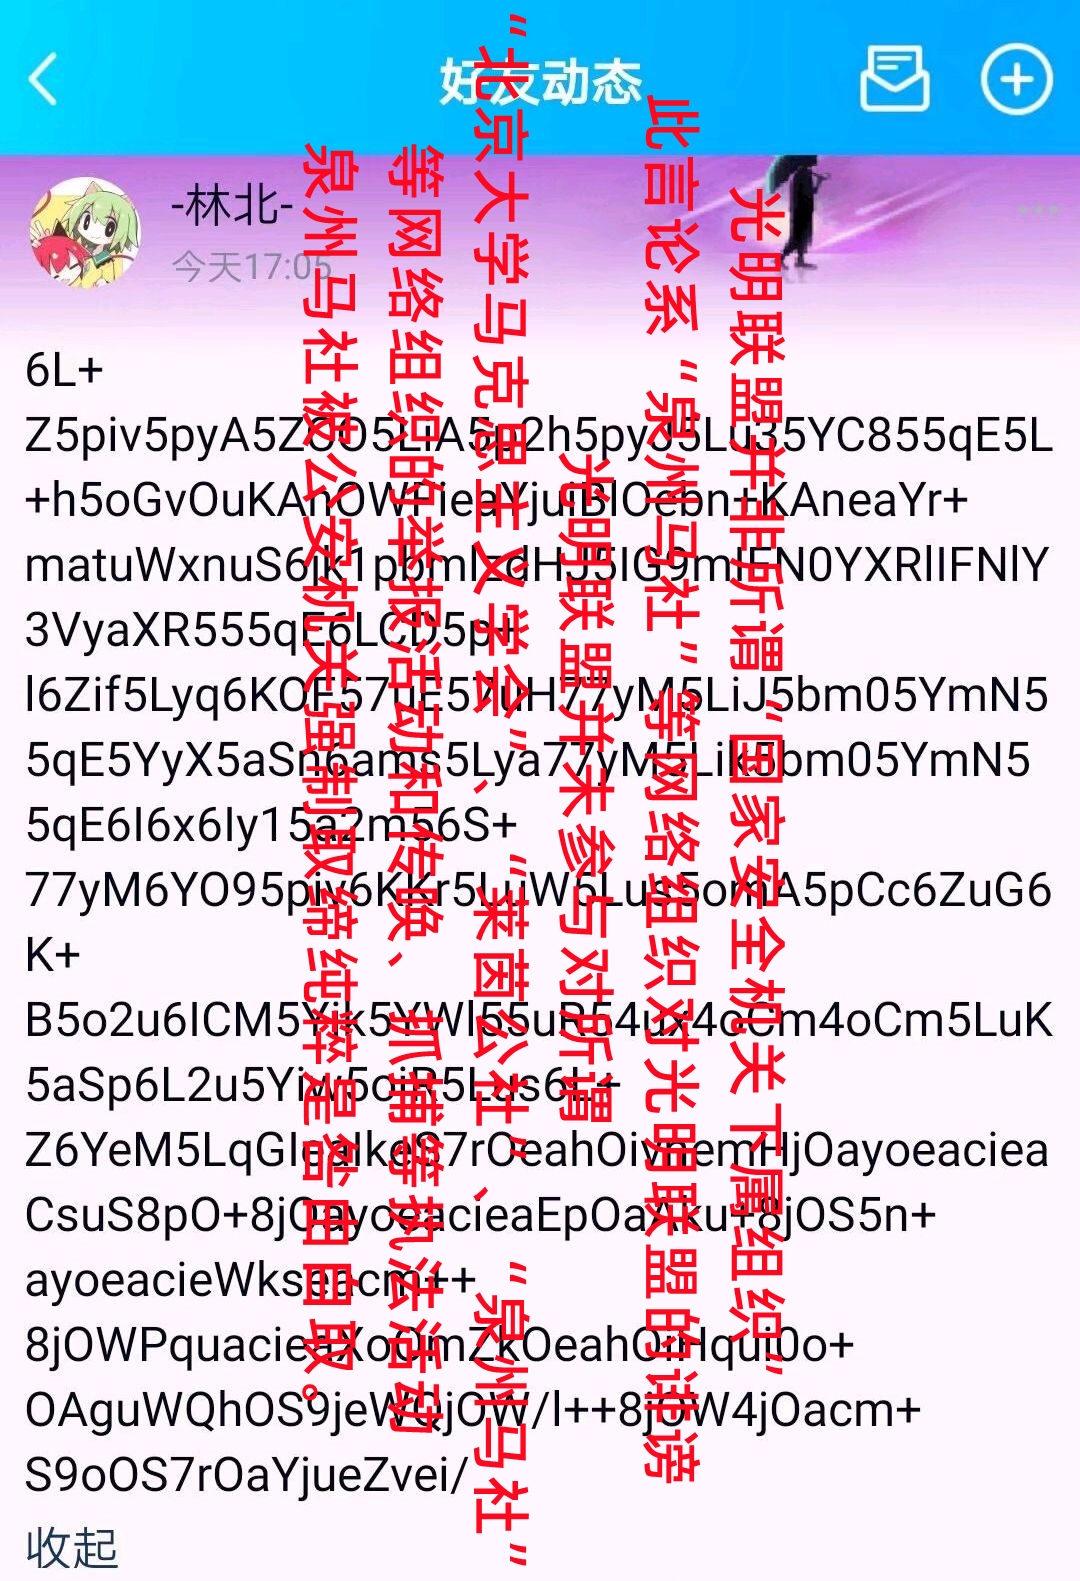 好友动态
-林北-
今天17:05
6L+
Z5piv5pyA5ZCO5LiA5p2h5pyJ5Lu35YC855qE5L
+h5oGvOuKAnOWFieaYjuiBlOebn+KAneaYr+
matuWxnuS6jk1pbmlzdHJ5IG9mIFN0YXRlIFNlY
3VyaXR555qE6LCD5p+
l6Zif5Lyq6KOF57uE57uH77yM5LiJ5bm05YmN5
5qE5YyX5aSn6ams5Lya77yM5Lik5bm05YmN5
5qE6I6x6Iy15a2m56S+
77yM6YO95piv6KKr5LuW5Lus5omA5pCc6ZuG6
K+
B5o2u6ICM5Yik5YWl55uR54ux4oCm4oCm5LuK
5aSp6L2u5Yiw5oiR5Lus6L+
Z6YeM5LqGIOaIkeS7rOeahOivnemHjOayoeaciea
CsuS8pO+8jOayoeacieaEpOaAku+8jOS5n+
ayoeacieWkseacm++
8jOWPquacieaXoOmZkOeahOiHqui0o+
OAguWQhOS9jeWQjOW/l++8jOW4jOacm+
S9oOS7rOaYjueZvei/
收起
光明联盟并非所谓“国家安全机关下属组织”
此言论系“泉州马社”等网络组织对光明联盟的诽谤
光明联盟并未参与对所谓
“北京大学马克思主义学会”、“莱茵公社”、“泉州马社”
等网络组织的举报活动和传唤、抓捕等执法活动
泉州马社被公安机关强制取缔纯粹是咎由自取。